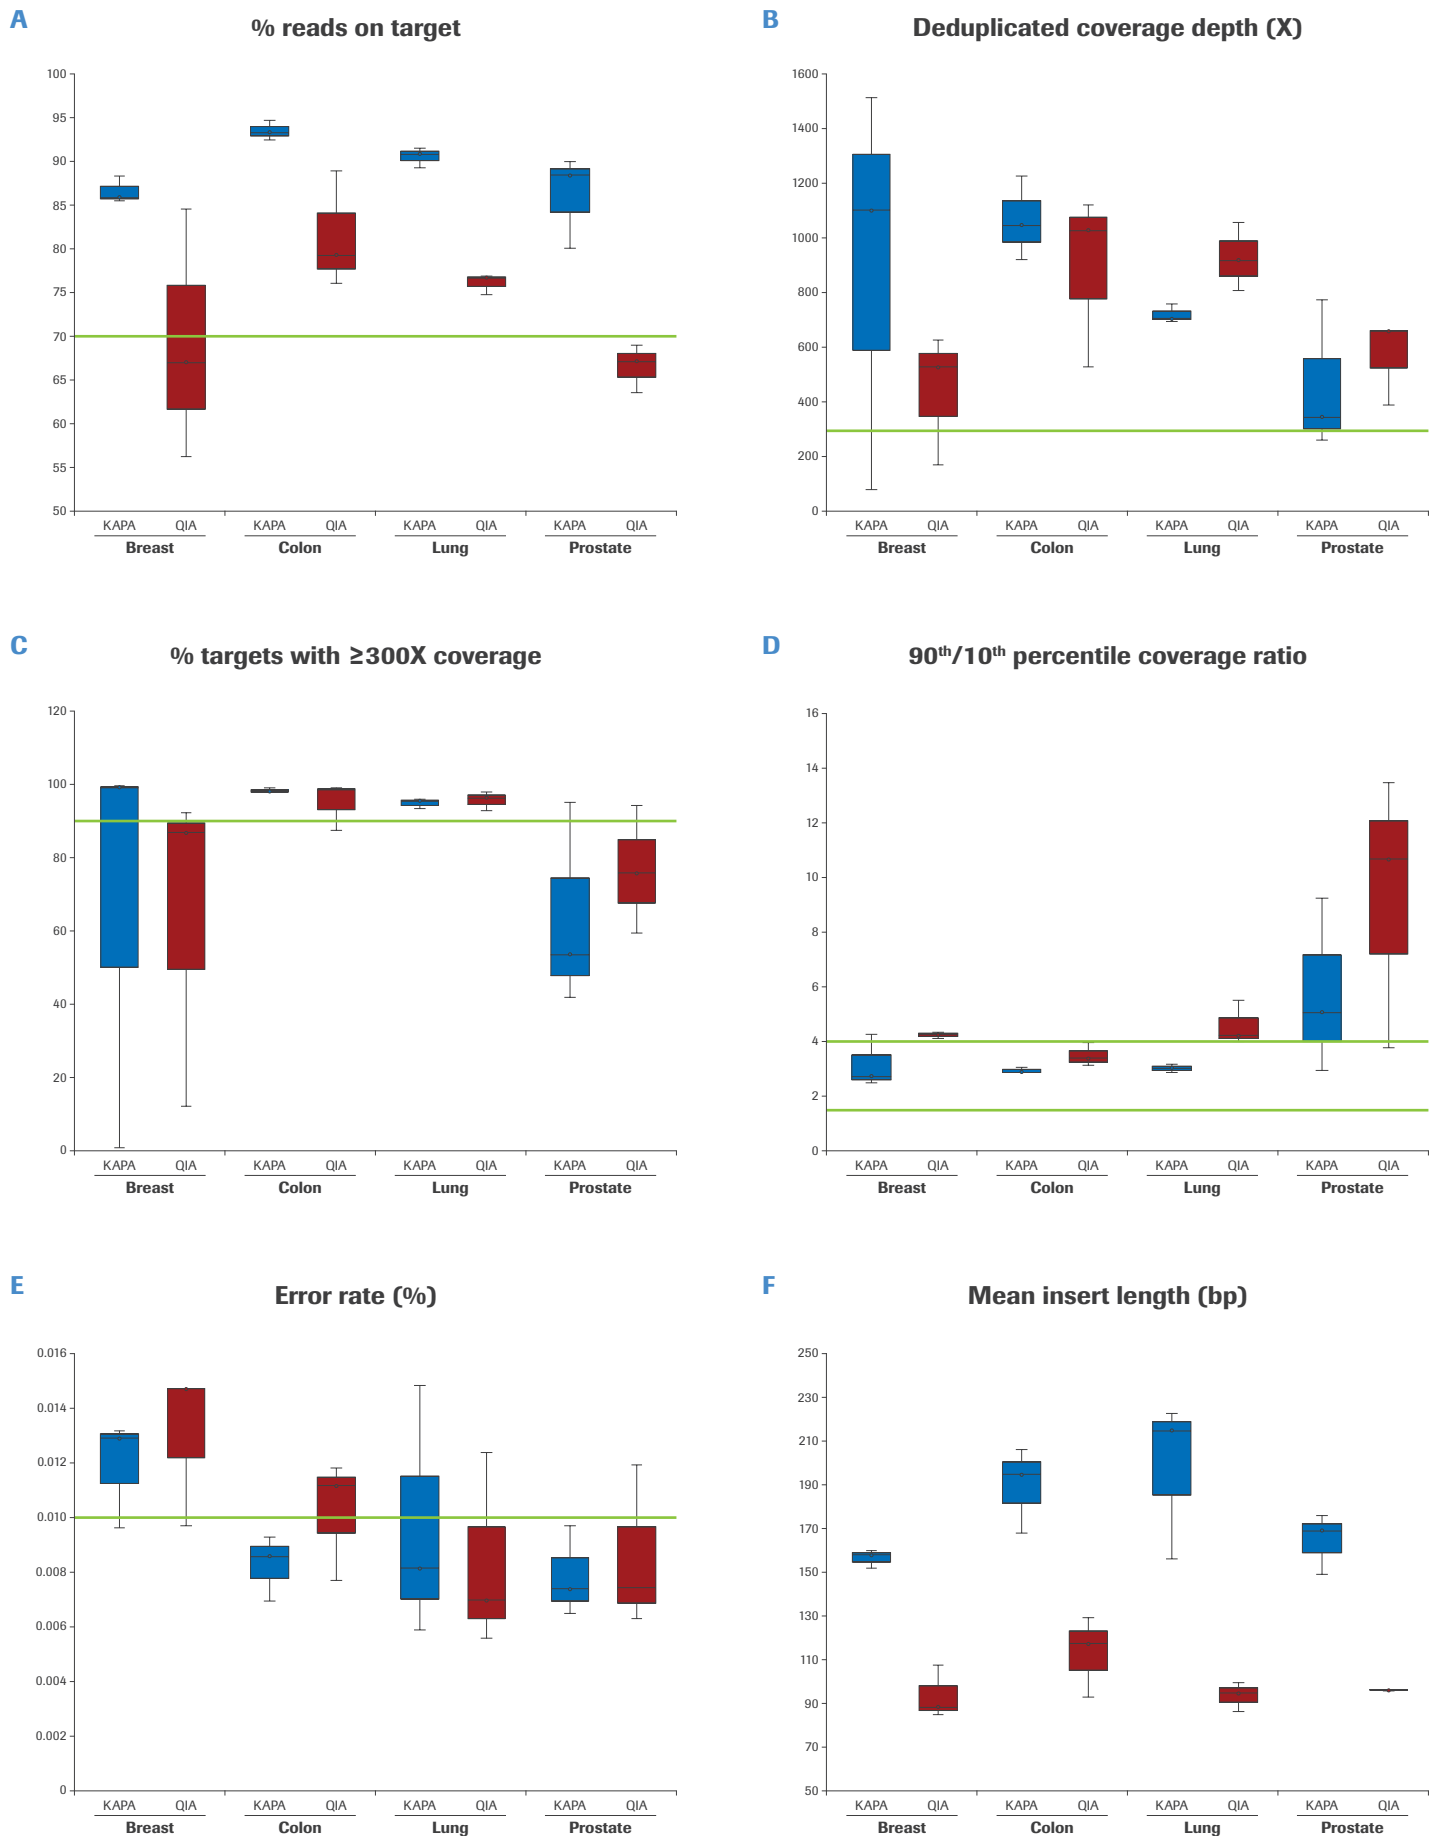 A
% reads on target
100
95
90
85
80
75
70
65
60
55
50
KAPA QIA KAPA QIA KAPA QIA KAPA QIA
Breast Colon Lung Prostate
B
Deduplicated coverage depth (X)
1600
1400
1200
1000
800
600
400
200
0
KAPA QIA KAPA QIA KAPA QIA KAPA QIA
Breast Colon Lung Prostate
C
% targets with ≥300X coverage
120
100
80
60
40
20
0
KAPA QIA KAPA QIA KAPA QIA KAPA QIA
Breast Colon Lung Prostate
D
90th/10th percentile coverage ratio
16
14
12
10
8
6
4
2
0
KAPA QIA KAPA QIA KAPA QIA KAPA QIA
Breast Colon Lung Prostate
E
Error rate (%)
0.016
0.014
0.012
0.010
0.008
0.006
0.004
0.002
0
KAPA QIA KAPA QIA KAPA QIA KAPA QIA
Breast Colon Lung Prostate
F
Mean insert length (bp)
250
230
210
190
170
150
130
110
90
70
50
KAPA QIA KAPA QIA KAPA QIA KAPA QIA
Breast Colon Lung Prostate